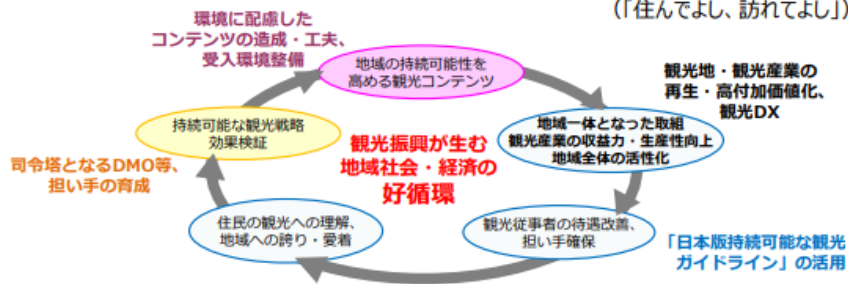 (「住んでよし、訪れてよし」)
環境に配慮した
コンテンツの造成・工夫、
受入環境整備
地域の持続可能性を
高める観光コンテンツ
観光地・観光産業の
再生・高付加価値化、
観光DX
持続可能な観光戦略
効果検証
観光振興が生む
地域社会・経済の
好循環
地域一体となった取組
観光産業の収益力・生産性向上
地域全体の活性化
司令塔となるDMO等、
担い手の育成
住民の観光への理解、
地域への誇り・愛着
観光従事者の待遇改善、
担い手確保
「日本版持続可能な観光
ガイドライン」の活用